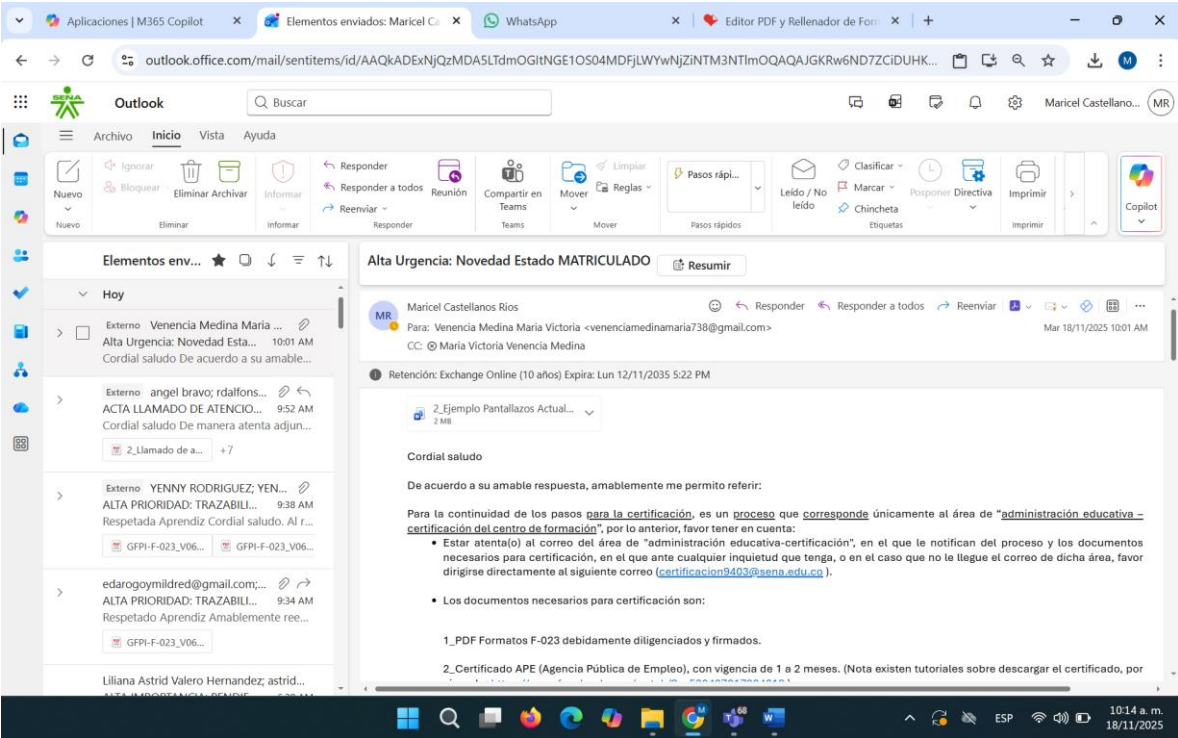 Aplicaciones | M365 Copilot
Elementos enviados: Maricel Ca
WhatsApp
Editor PDF y Rellenador de Form
outlook.office.com/mail/sentitems/id/
M
SENA
Outlook
Buscar
Maricel Castellano...
MR
Archivo Inicio Vista Ayuda
Nuevo
Ignorar
Bloquear
Eliminar
Archivar
Informar
Responder
Responder a todos
Reenviar
Reunión
Compartir en Teams
Mover
Limpiar
Reglas
Pasos rápi...
Leído / No leído
Clasificar
Marcar
Chincheta
Posponer
Directiva
Imprimir
Copilot
Nuevo
Eliminar
Informar
Responder
Teams
Mover
Pasos rápidos
Etiquetas
Imprimir
Elementos env...
Hoy
Externo Venencia Medina Maria ...
Alta Urgencia: Novedad Esta... 10:01 AM
Cordial saludo De acuerdo a su amable...
Externo angel bravo; rdalfons...
ACTA LLAMADO DE ATENCIO... 9:52 AM
Cordial saludo De manera atenta adjun...
2_Llamado de a... +7
Externo YENNY RODRIGUEZ; YEN...
ALTA PRIORIDAD: TRAZABILI... 9:38 AM
Respetada Aprendiz Cordial saludo. Al r...
GFPI-F-023_V06... GFPI-F-023_V06...
edarogoymildred@gmail.com;...
ALTA PRIORIDAD: TRAZABILI... 9:34 AM
Respetado Aprendiz Amablemente ree...
GFPI-F-023_V06...
Liliana Astrid Valero Hernandez; astrid...
Alta Urgencia: Novedad Estado MATRICULADO
Resumir
MR
Maricel Castellanos Rios
Responder Responder a todos Reenviar
Para: Venencia Medina Maria Victoria <venenciamedinamaria738@gmail.com>
Mar 18/11/2025 10:01 AM
CC: Maria Victoria Venencia Medina
Retención: Exchange Online (10 años) Expira: Lun 12/11/2035 5:22 PM
2_Ejemplo Pantallazos Actual...
2 MB
Cordial saludo
De acuerdo a su amable respuesta, amablemente me permito referir:
Para la continuidad de los pasos para la certificación, es un proceso que corresponde únicamente al área de “administración educativa –
certificación del centro de formación”, por lo anterior, favor tener en cuenta:
• Estar atenta(o) al correo del área de "administración educativa-certificación", en el que le notifican del proceso y los documentos
necesarios para certificación, en el que ante cualquier inquietud que tenga, o en el caso que no le llegue el correo de dicha área, favor
dirigirse directamente al siguiente correo (certificacion9403@sena.edu.co ).
• Los documentos necesarios para certificación son:
1_PDF Formatos F-023 debidamente diligenciados y firmados.
2_Certificado APE (Agencia Pública de Empleo), con vigencia de 1 a 2 meses. (Nota existen tutoriales sobre descargar el certificado, por
68
ESP
10:14 a. m.
18/11/2025